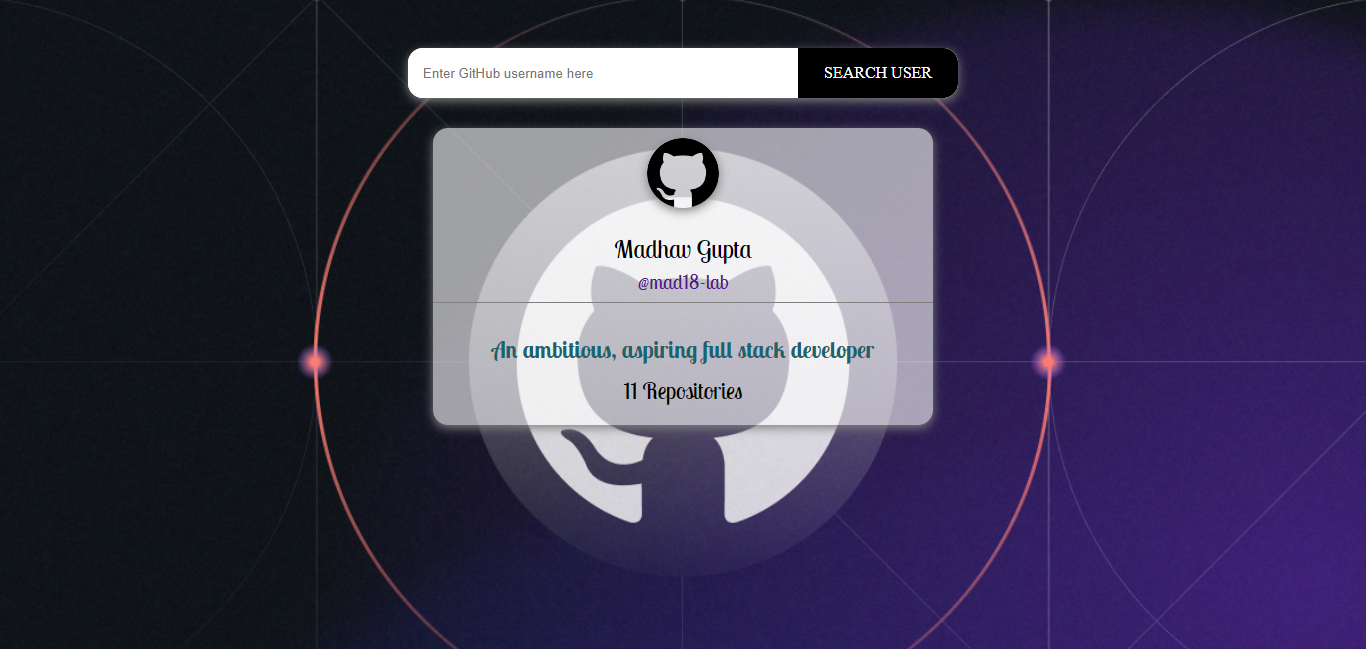 Enter GitHub username here
SEARCH USER
Madhav Gupta
@mad18-lab
An ambitious, aspiring full stack developer
11 Repositories